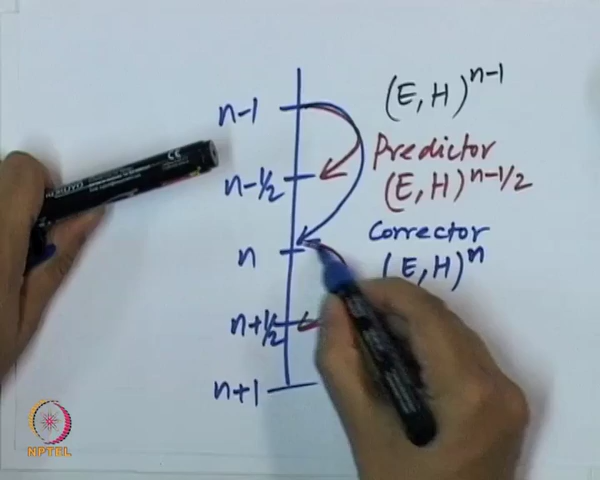 n-1
(E,H)^{n-1}
Predictor
n-1/2
(E,H)^{n-1/2}
Corrector
n
(E,H)^n
n+1/2
n+1
NPTEL